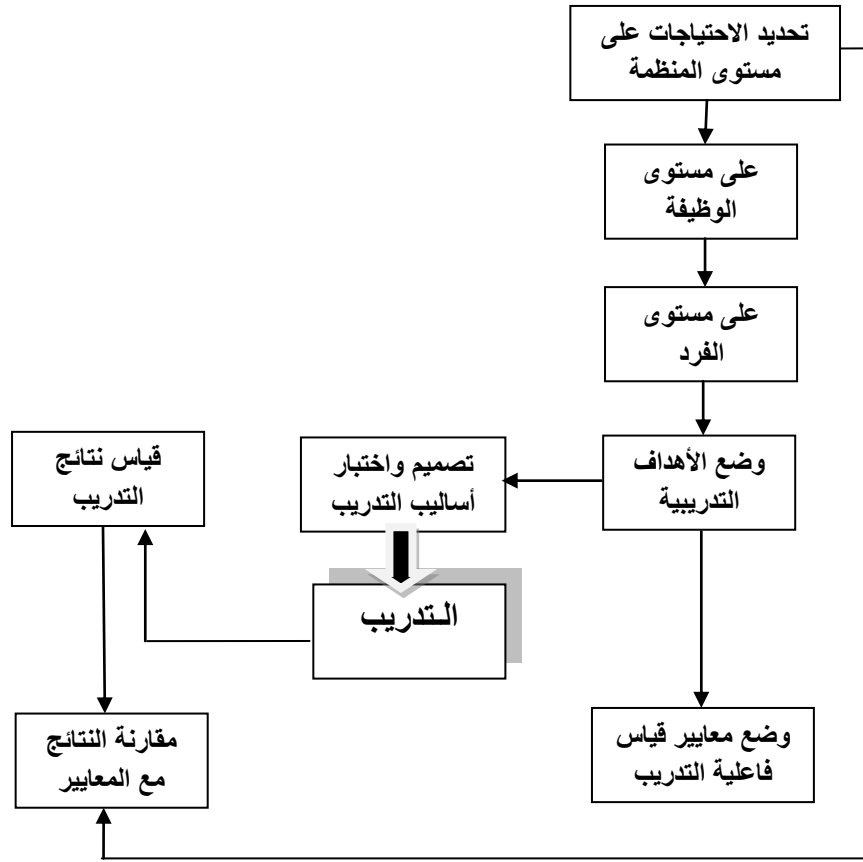 تحديد الاحتياجات على
مستوى المنظمة
على مستوى
الوظيفة
على مستوى
الفرد
وضع الأهداف
التدريبية
تصميم واختبار
أساليب التدريب
قياس نتائج
التدريب
الـتدريب
وضع معايير قياس
فاعلية التدريب
مقارنة النتائج
مع المعايير